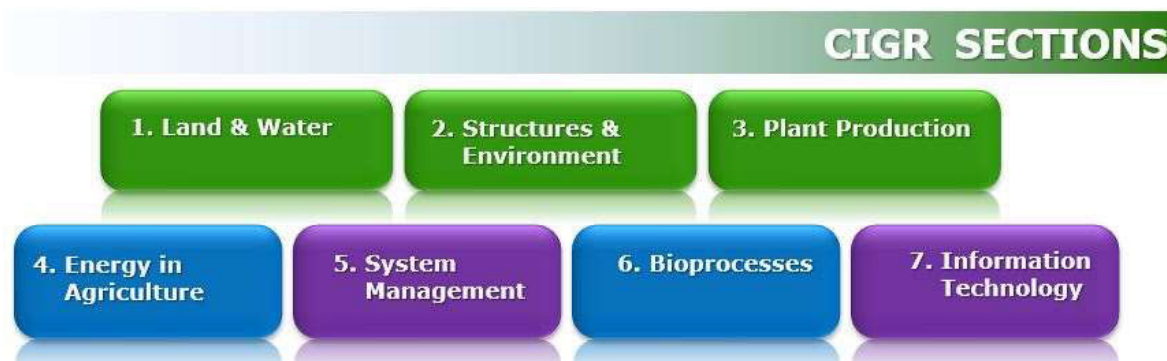 CIGR SECTIONS
1. Land & Water
2. Structures &
Environment
3. Plant Production
4. Energy in
Agriculture
5. System
Management
6. Bioprocesses
7. Information
Technology